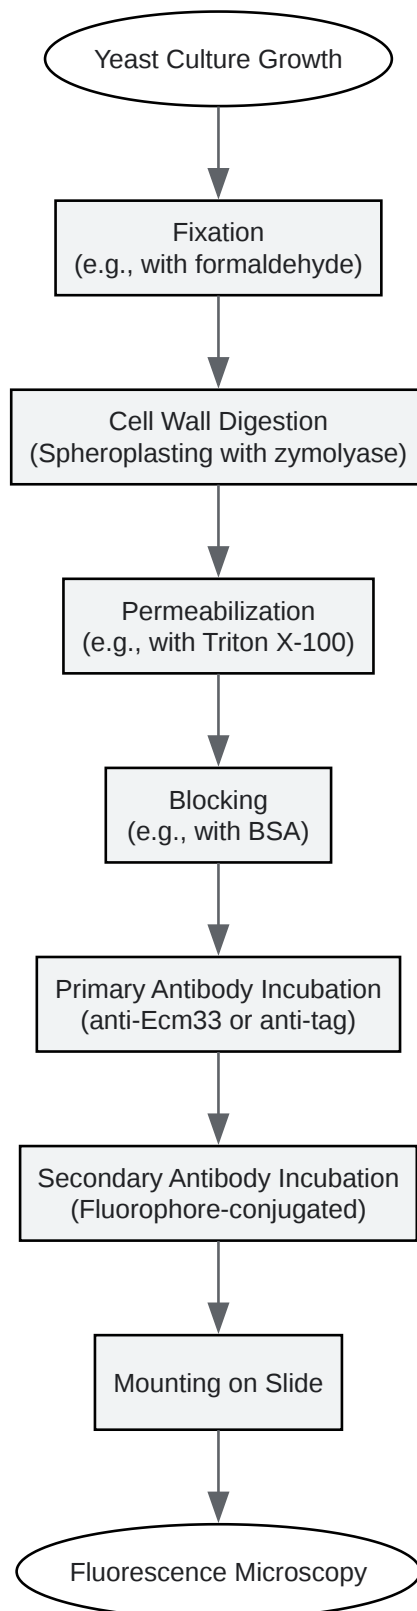 Yeast Culture Growth
Fixation
(e.g., with formaldehyde)
Cell Wall Digestion
(Spheroplasting with zymolyase)
Permeabilization
(e.g., with Triton X-100)
Blocking
(e.g., with BSA)
Primary Antibody Incubation
(anti-Ecm33 or anti-tag)
Secondary Antibody Incubation
(Fluorophore-conjugated)
Mounting on Slide
Fluorescence Microscopy